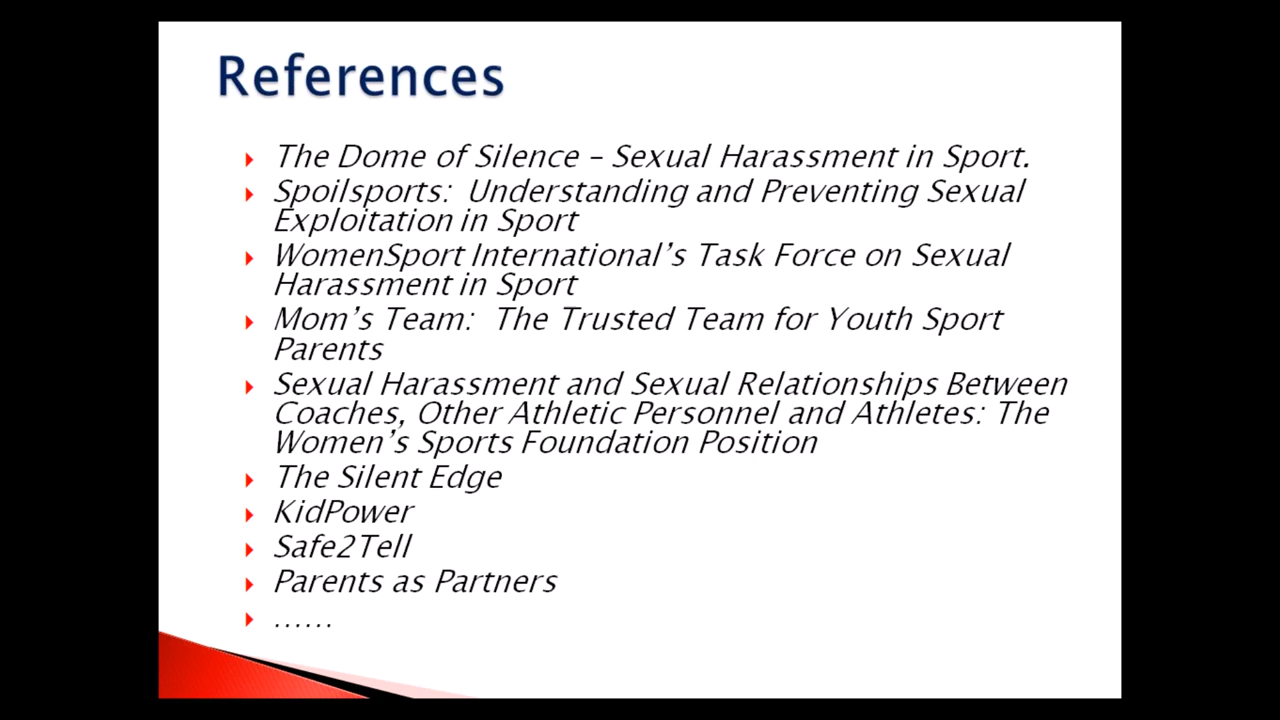 References
The Dome of Silence – Sexual Harassment in Sport.
Spoilsports:  Understanding and Preventing Sexual
Exploitation in Sport
WomenSport International’s Task Force on Sexual
Harassment in Sport
Mom’s Team:  The Trusted Team for Youth Sport
Parents
Sexual Harassment and Sexual Relationships Between
Coaches, Other Athletic Personnel and Athletes: The
Women’s Sports Foundation Position
The Silent Edge
KidPower
Safe2Tell
Parents as Partners
……